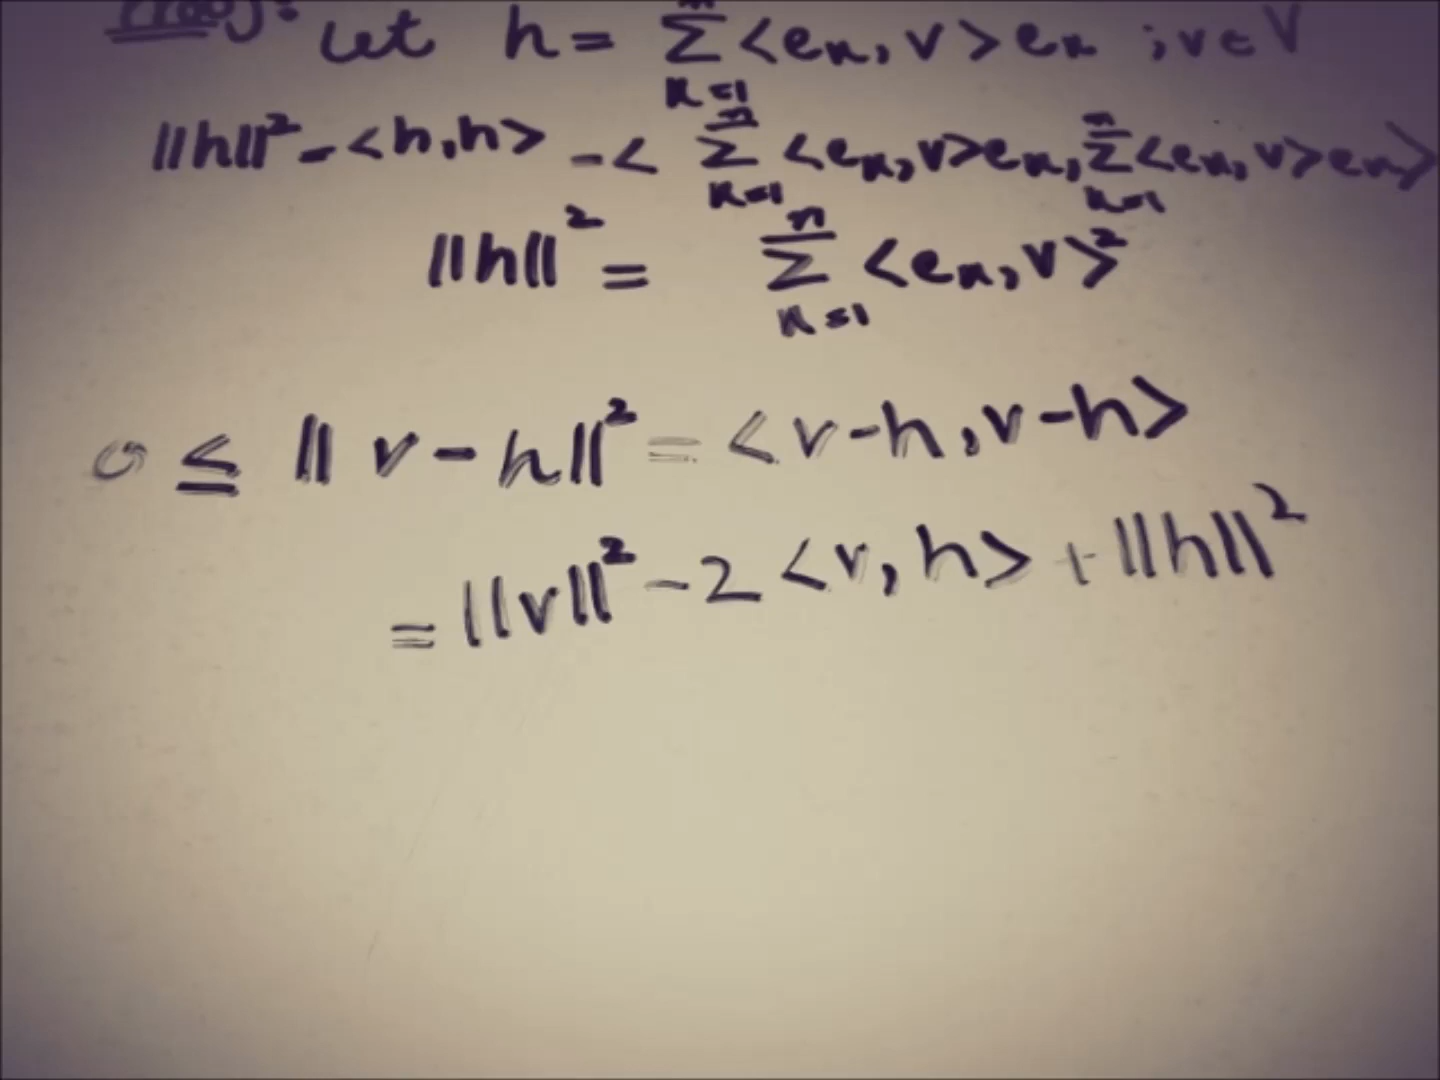 Proof: Let h = Σ_{k=1}^{n} <e_k, v> e_k ; v ∈ V
||h||² = <h, h> = < Σ_{k=1}^{n} <e_k, v> e_k, Σ_{k=1}^{n} <e_k, v> e_k >
||h||² = Σ_{k=1}^{n} <e_k, v>²
0 ≤ || v - h ||² = < v - h, v - h >
= ||v||² - 2 < v, h > + ||h||²